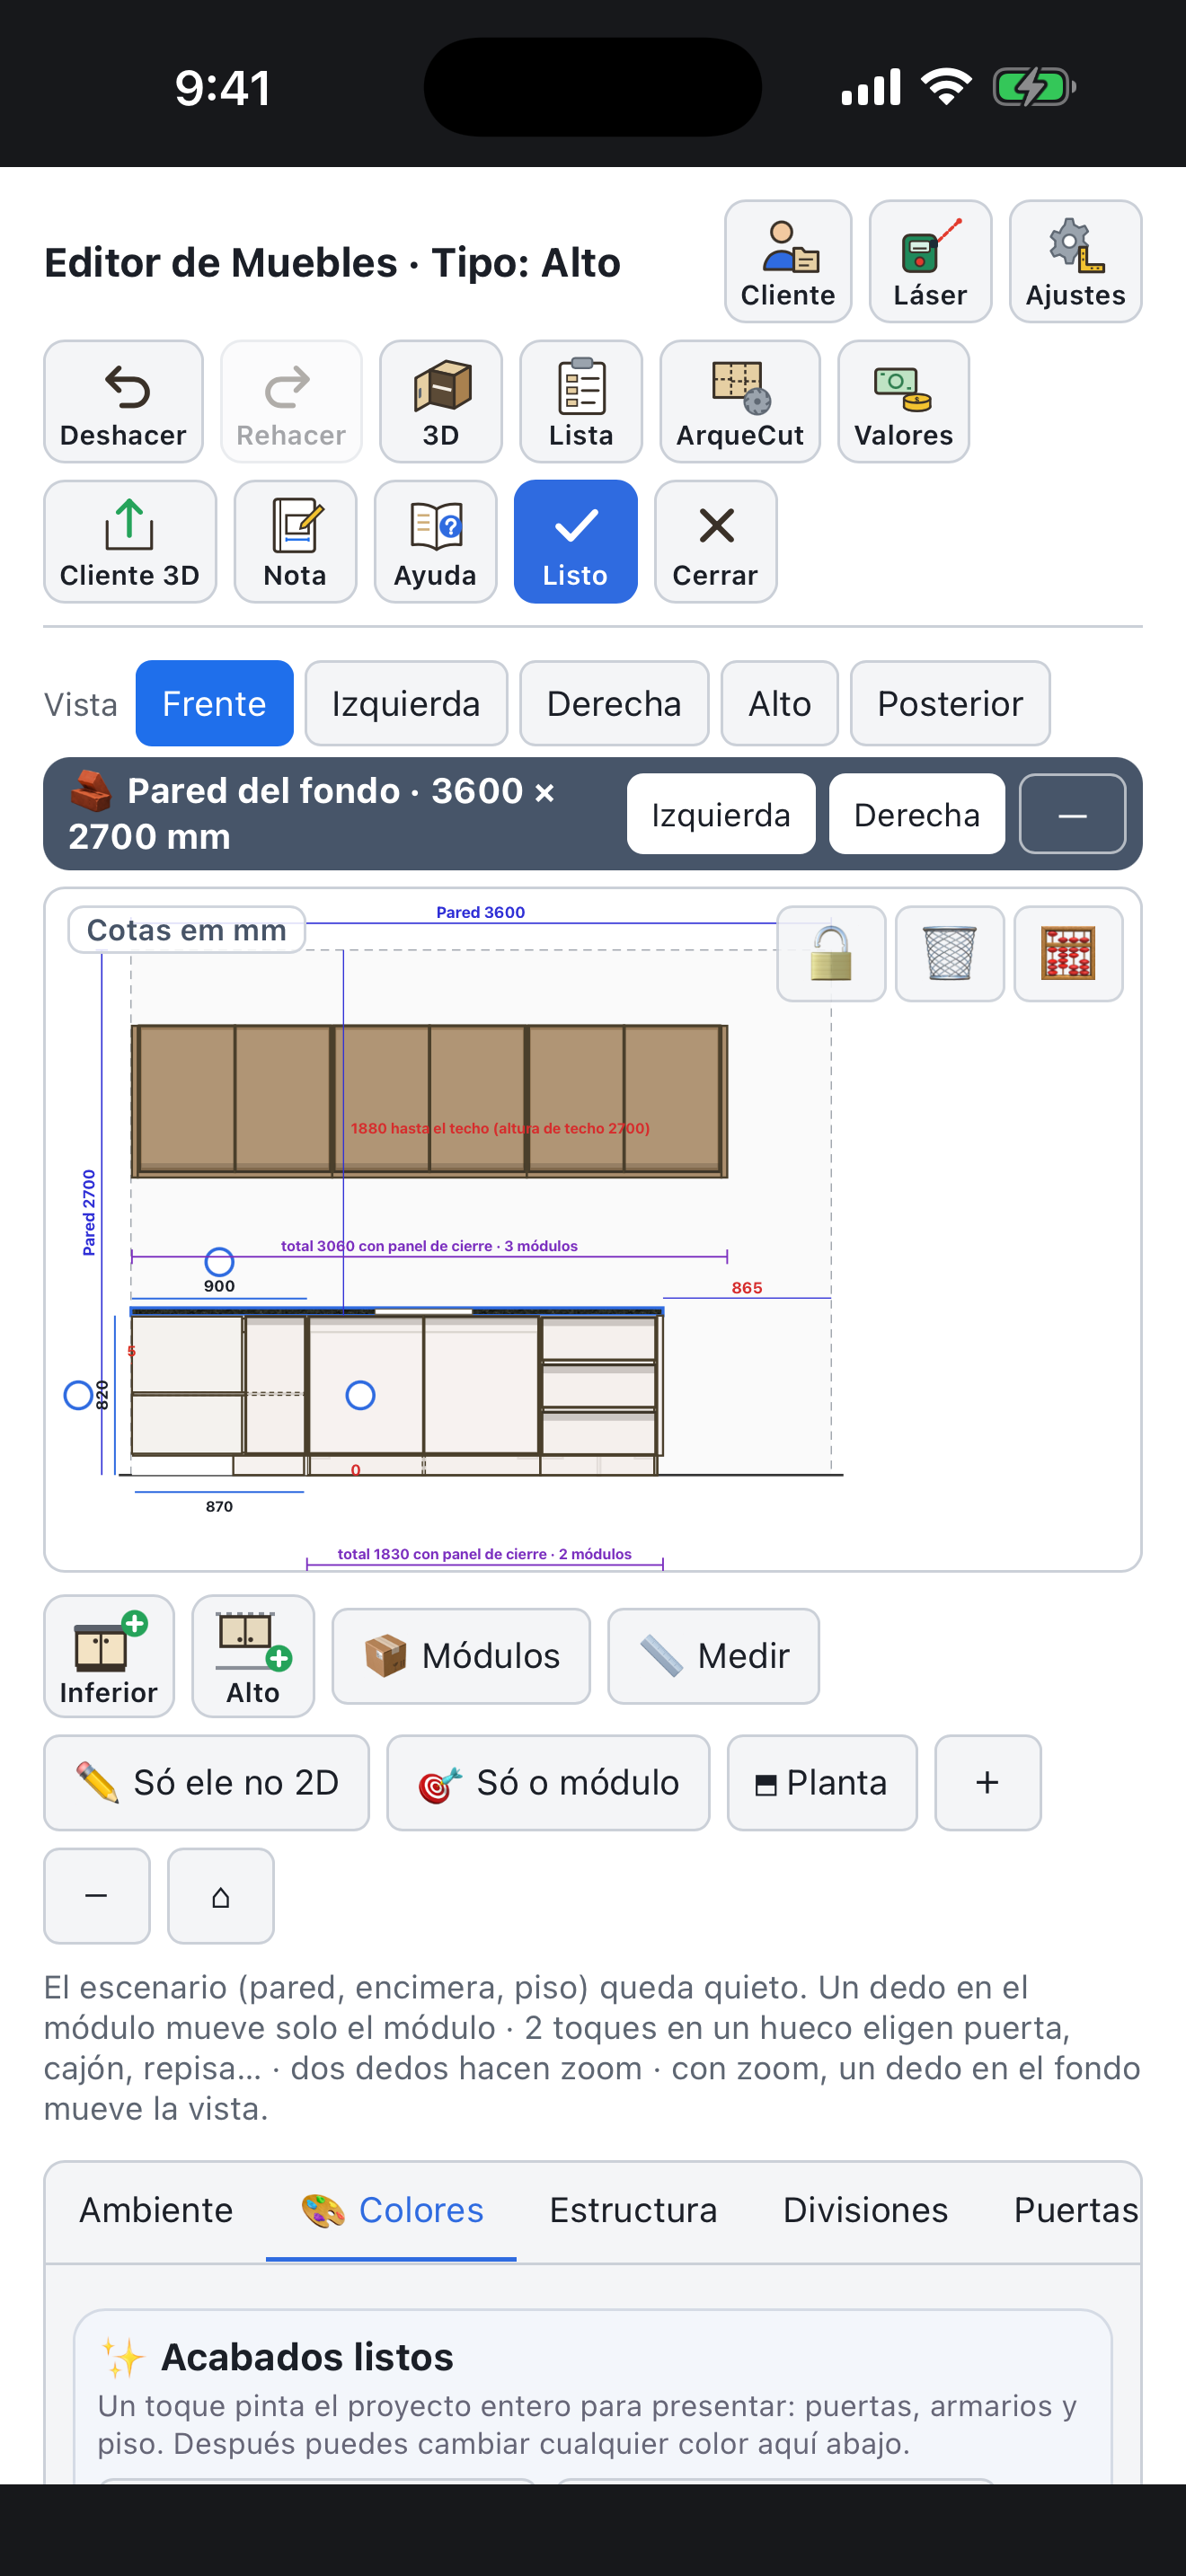 9:41
Editor de Muebles · Tipo: Alto
Cliente
Láser
Ajustes
Deshacer
Rehacer
3D
Lista
ArqueCut
Valores
Cliente 3D
Nota
Ayuda
Listo
Cerrar
Vista
Frente
Izquierda
Derecha
Alto
Posterior
Pared del fondo · 3600 ×
2700 mm
Izquierda
Derecha
—
Cotas em mm
Pared 3600
Pared 2700
1880 hasta el techo (altura de techo 2700)
total 3060 con panel de cierre · 3 módulos
900
865
5
820
0
870
total 1830 con panel de cierre · 2 módulos
Inferior
Alto
Módulos
Medir
Só ele no 2D
Só o módulo
Planta
+
—
El escenario (pared, encimera, piso) queda quieto. Un dedo en el
módulo mueve solo el módulo · 2 toques en un hueco eligen puerta,
cajón, repisa... · dos dedos hacen zoom · con zoom, un dedo en el fondo
mueve la vista.
Ambiente
Colores
Estructura
Divisiones
Puertas
Acabados listos
Un toque pinta el proyecto entero para presentar: puertas, armarios y
piso. Después puedes cambiar cualquier color aquí abajo.